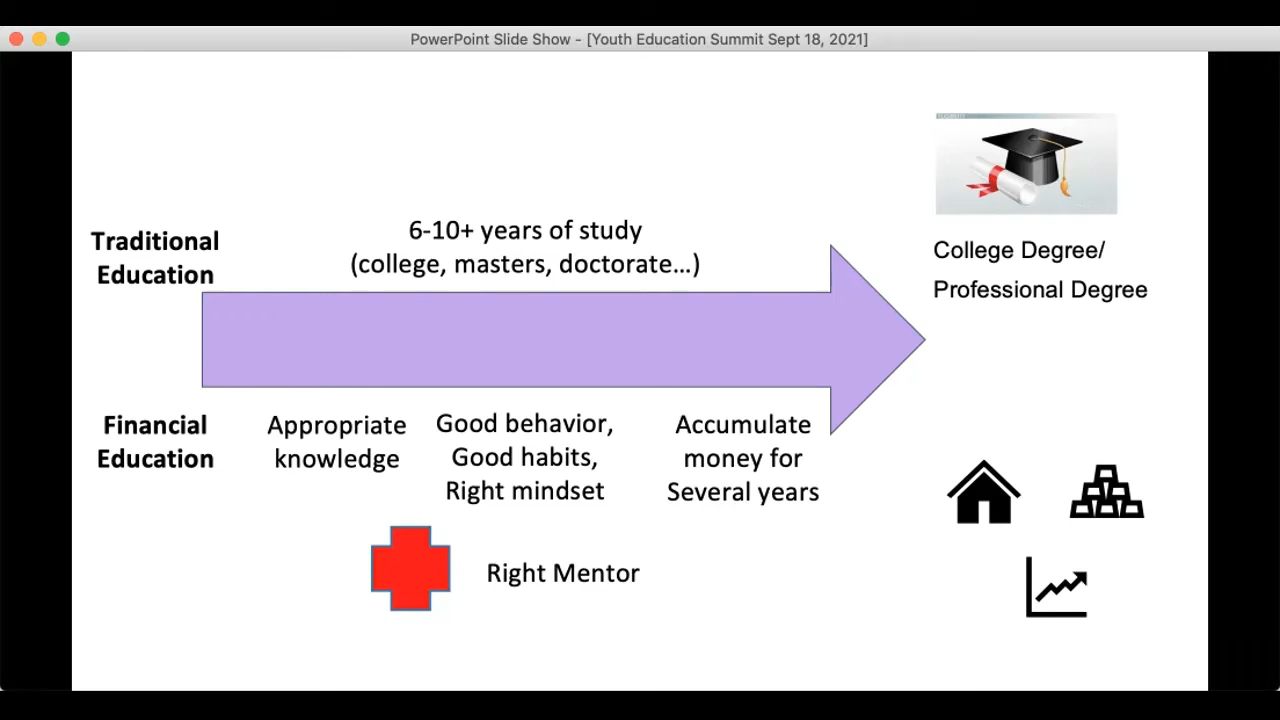 PowerPoint Slide Show - [Youth Education Summit Sept 18, 2021]
Traditional
Education
6-10+ years of study
(college, masters, doctorate...)
College Degree/
Professional Degree
Financial
Education
Appropriate
knowledge
Good behavior,
Good habits,
Right mindset
Accumulate
money for
Several years
Right Mentor